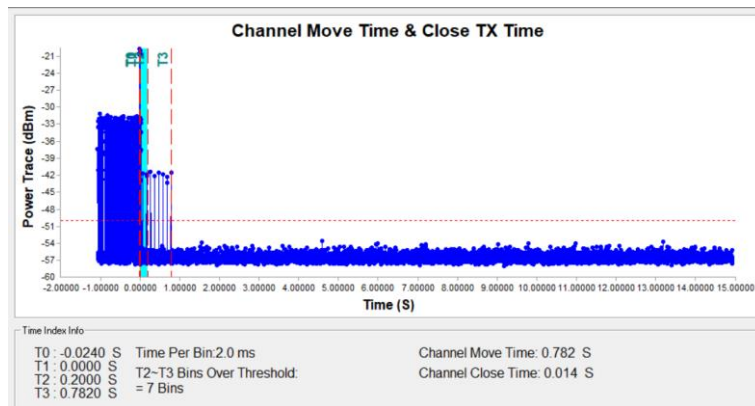 Channel Move Time & Close TX Time
T0
T3
Power Trace (dBm)
-21
-24
-27
-30
-33
-36
-39
-42
-45
-48
-51
-54
-57
-60
-2.00000 -1.00000 0.00000 1.00000 2.00000 3.00000 4.00000 5.00000 6.00000 7.00000 8.00000 9.00000 10.00000 11.00000 12.00000 13.00000 14.00000 15.00000
Time (S)
Time Index Info
T0 : -0.0240 S Time Per Bin:2.0 ms Channel Move Time: 0.782 S
T1 : 0.0000 S T2~T3 Bins Over Threshold: Channel Close Time: 0.014 S
T2 : 0.2000 S = 7 Bins
T3 : 0.7820 S